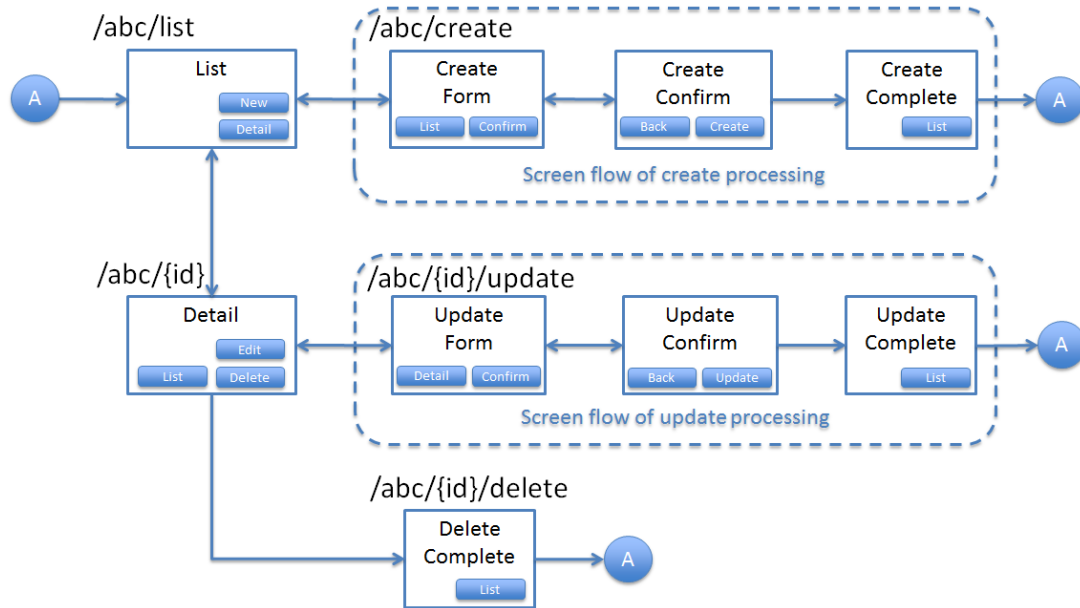 /abc/list
/abc/create
A
List
New
Detail
Create
Form
List
Confirm
Create
Confirm
Back
Create
Create
Complete
List
A
Screen flow of create processing
/abc/{id}
/abc/{id}/update
Detail
Edit
List
Delete
Update
Form
Detail
Confirm
Update
Confirm
Back
Update
Update
Complete
List
A
Screen flow of update processing
/abc/{id}/delete
Delete
Complete
List
A